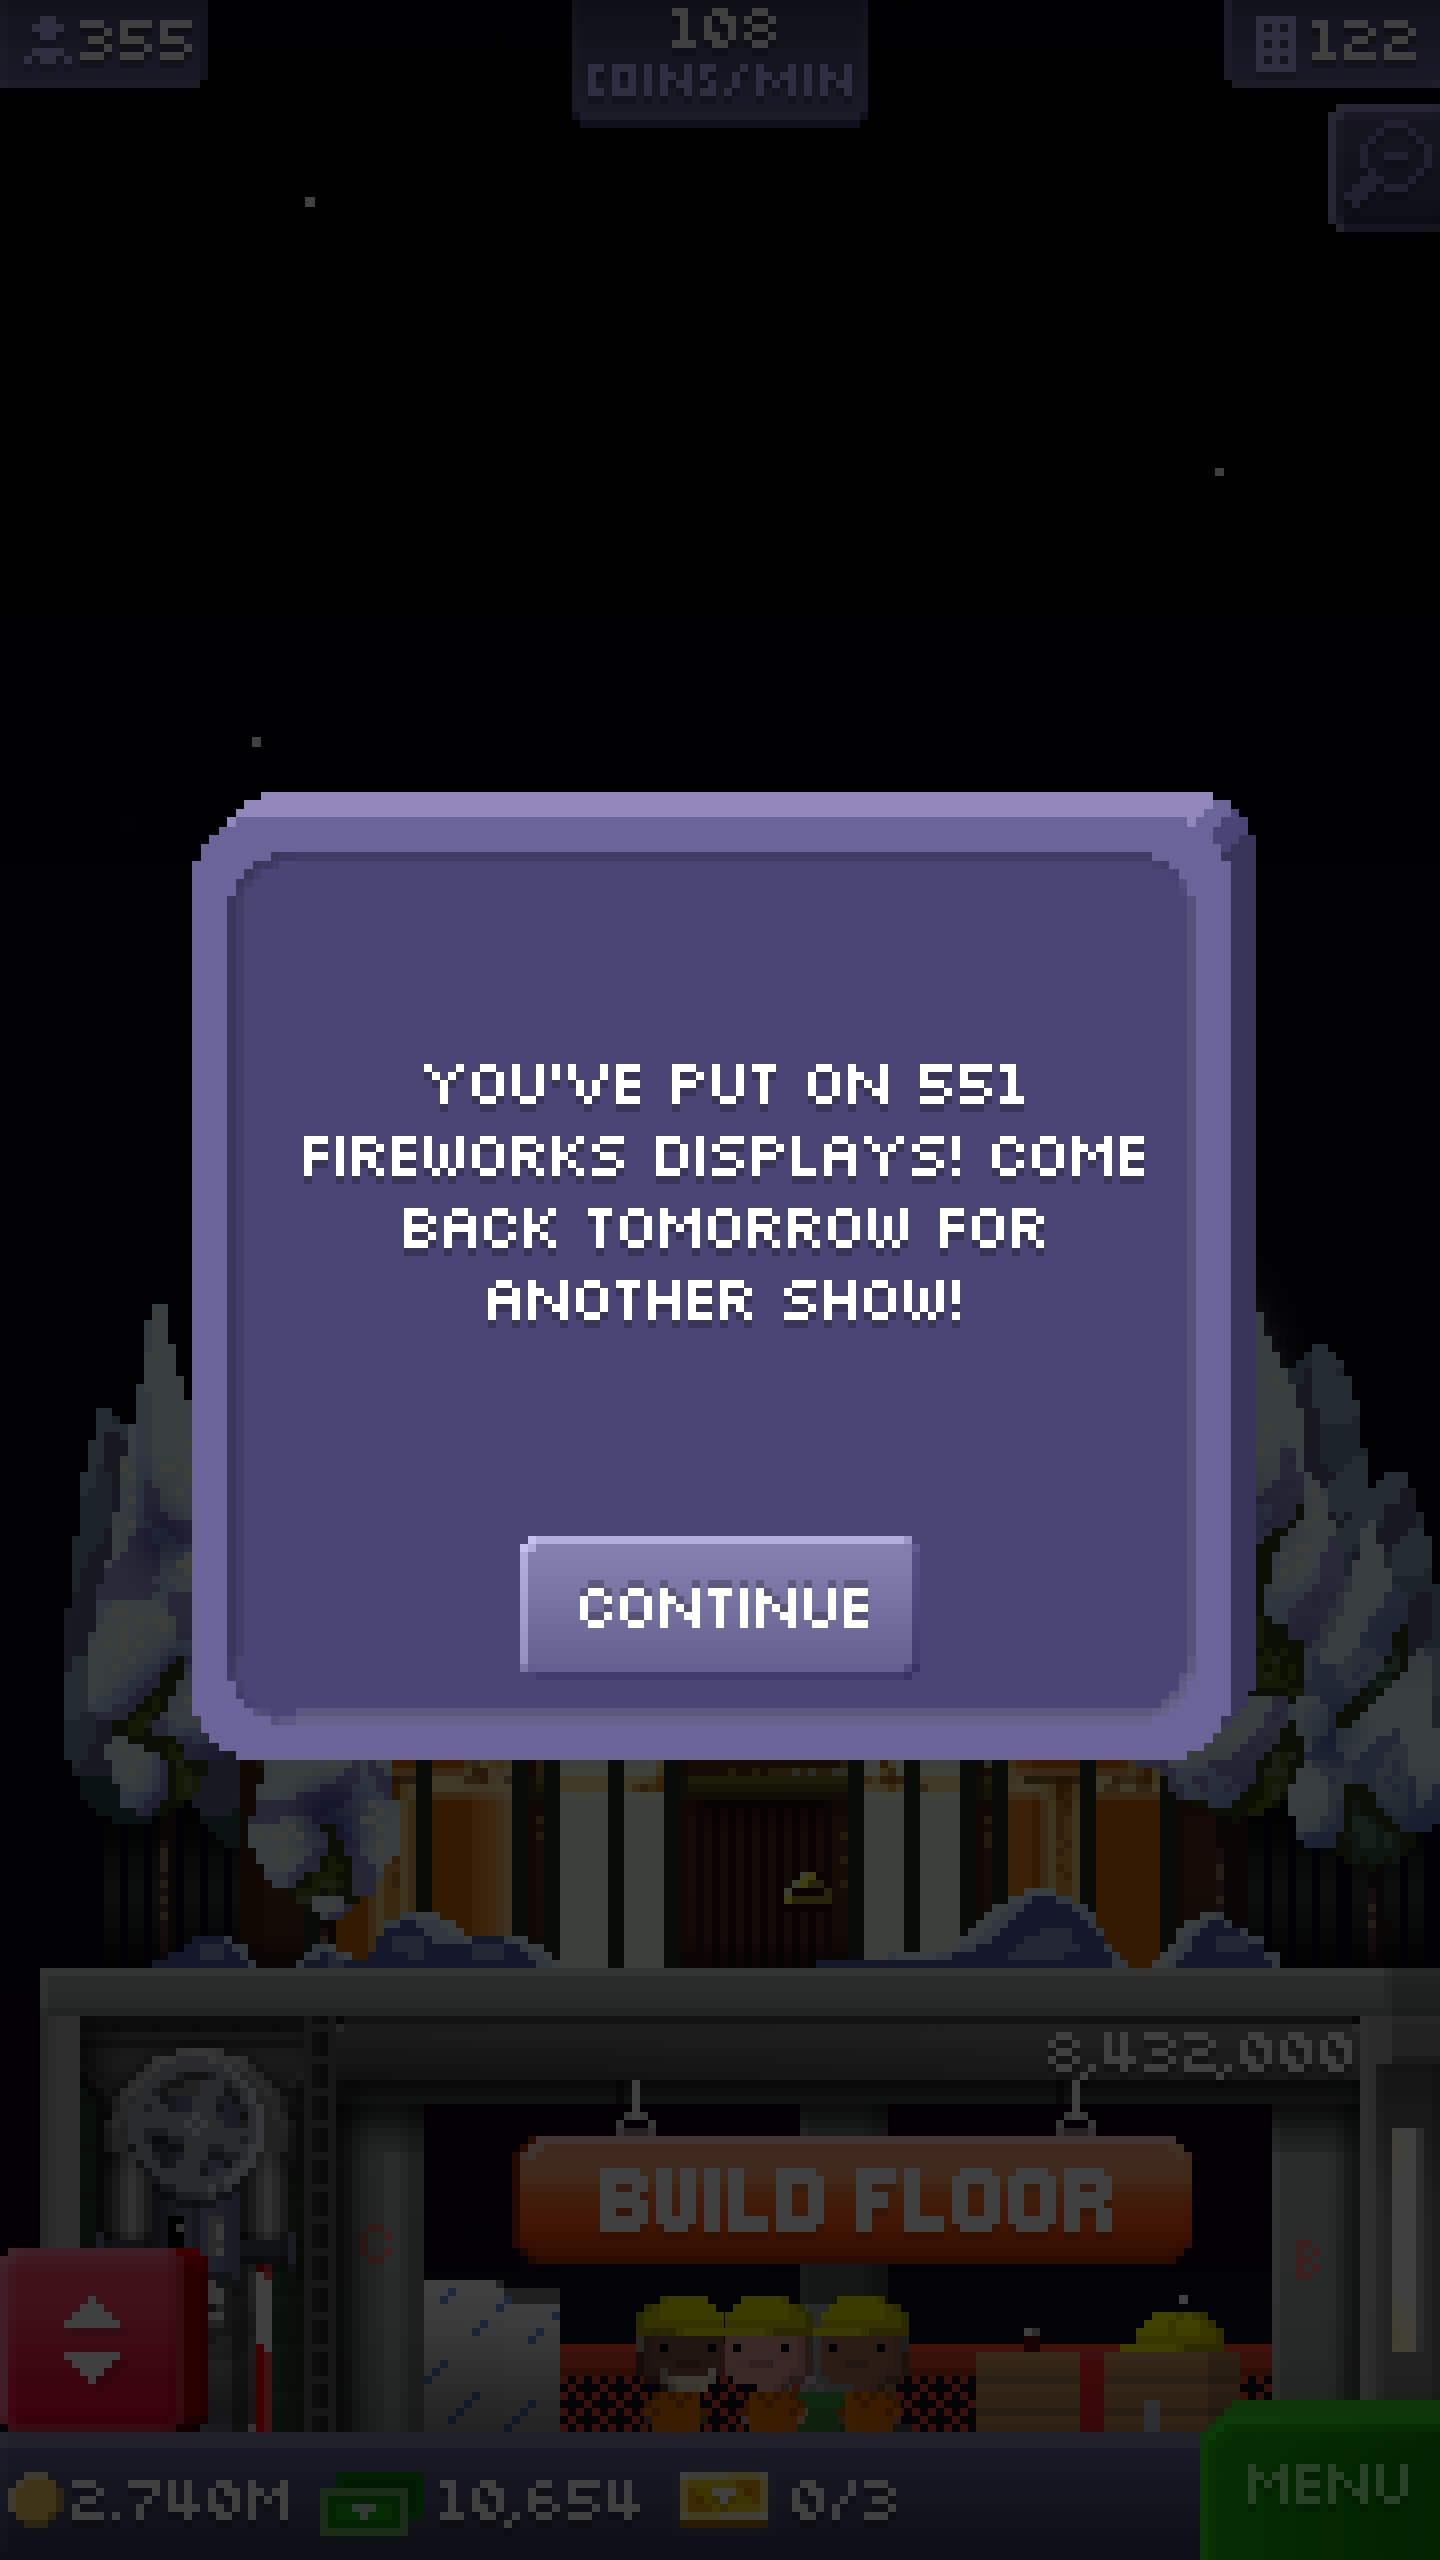 355
108
COINS/MIN
122
YOU'VE PUT ON 551
FIREWORKS DISPLAYS! COME
BACK TOMORROW FOR
ANOTHER SHOW!
CONTINUE
8,432,000
BUILD FLOOR
C
B
2.740M
10,654
0/3
MENU